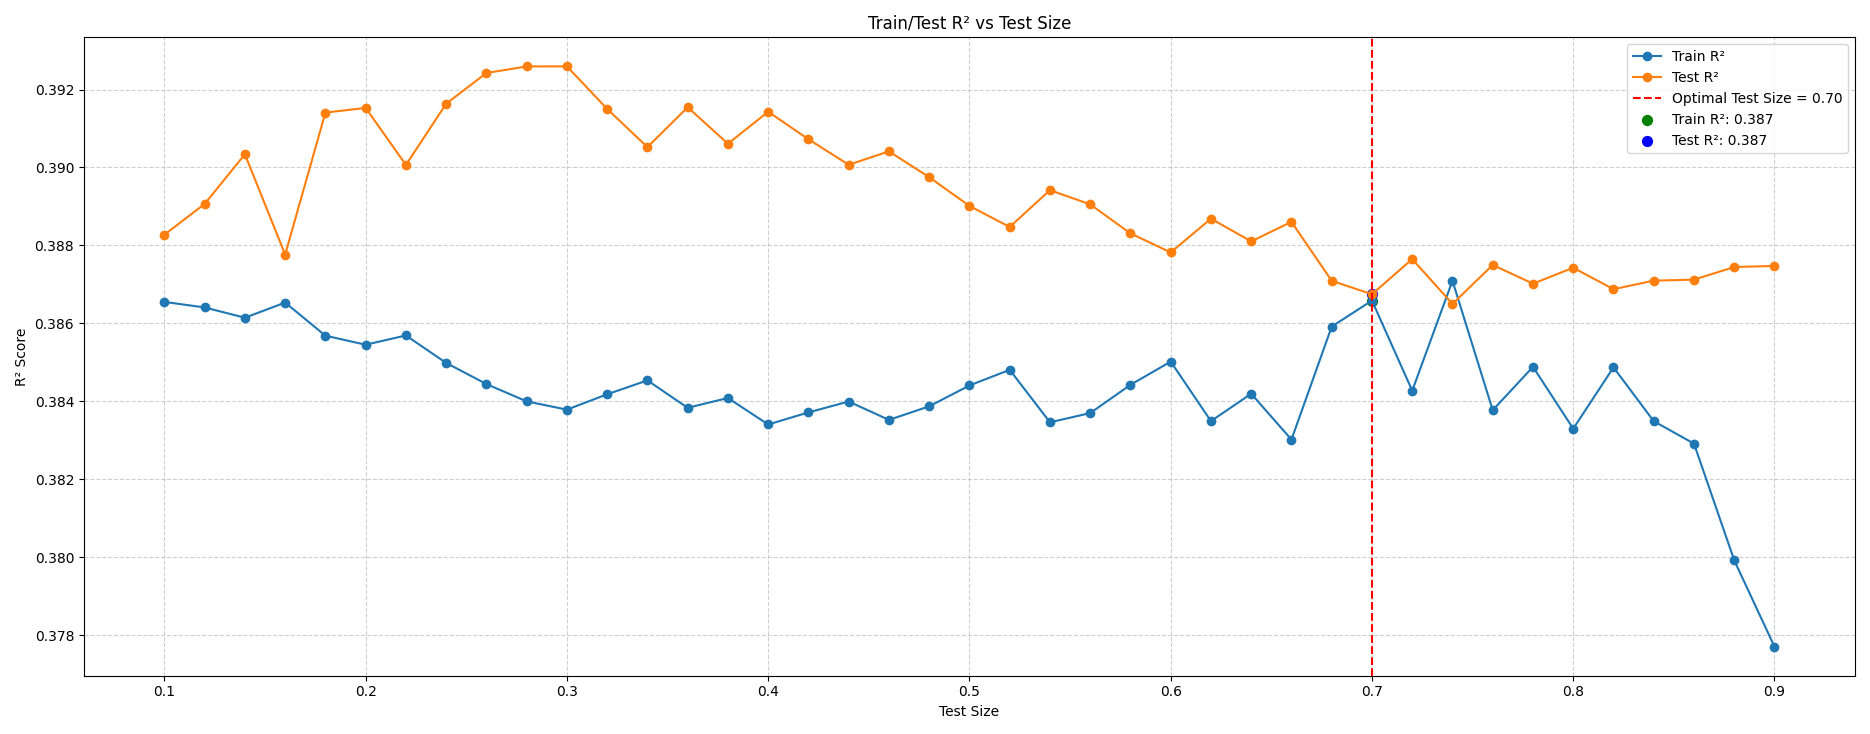 Train/Test R² vs Test Size
Train R²
Test R²
Optimal Test Size = 0.70
Train R²: 0.387
Test R²: 0.387
R² Score
0.392
0.390
0.388
0.386
0.384
0.382
0.380
0.378
0.1 0.2 0.3 0.4 0.5 0.6 0.7 0.8 0.9
Test Size